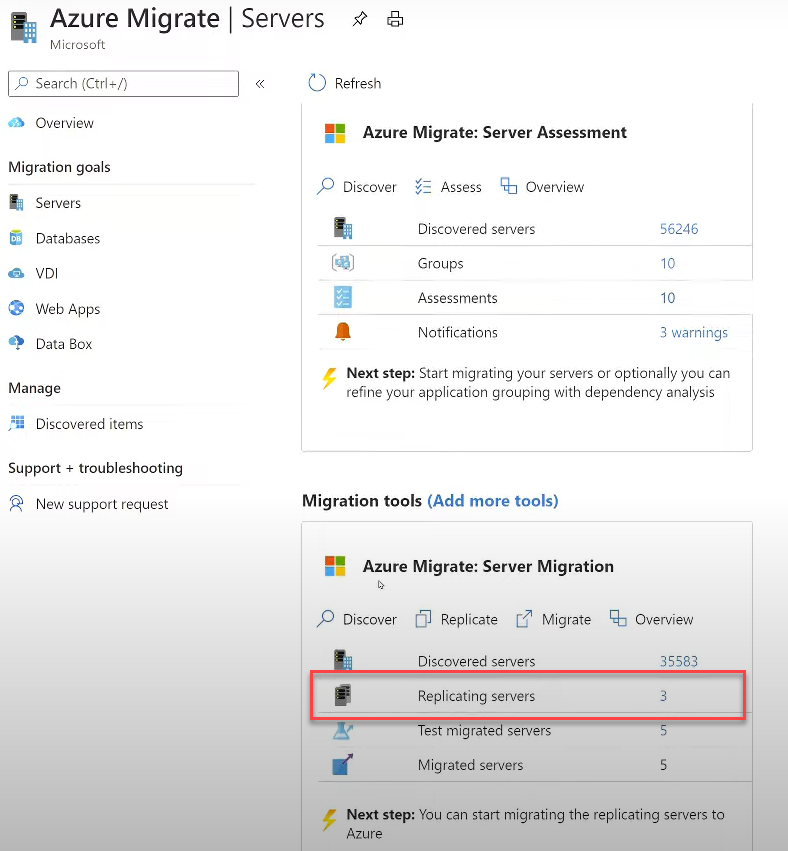 Azure Migrate | Servers
Microsoft
Search (Ctrl+/)
«
Overview
Migration goals
Servers
Databases
VDI
Web Apps
Data Box
Manage
Discovered items
Support + troubleshooting
New support request
Refresh
Azure Migrate: Server Assessment
Discover Assess Overview
Discovered servers 56246
Groups 10
Assessments 10
Notifications 3 warnings
Next step: Start migrating your servers or optionally you can
refine your application grouping with dependency analysis
Migration tools (Add more tools)
Azure Migrate: Server Migration
Discover Replicate Migrate Overview
Discovered servers 35583
Replicating servers 3
Test migrated servers 5
Migrated servers 5
Next step: You can start migrating the replicating servers to
Azure